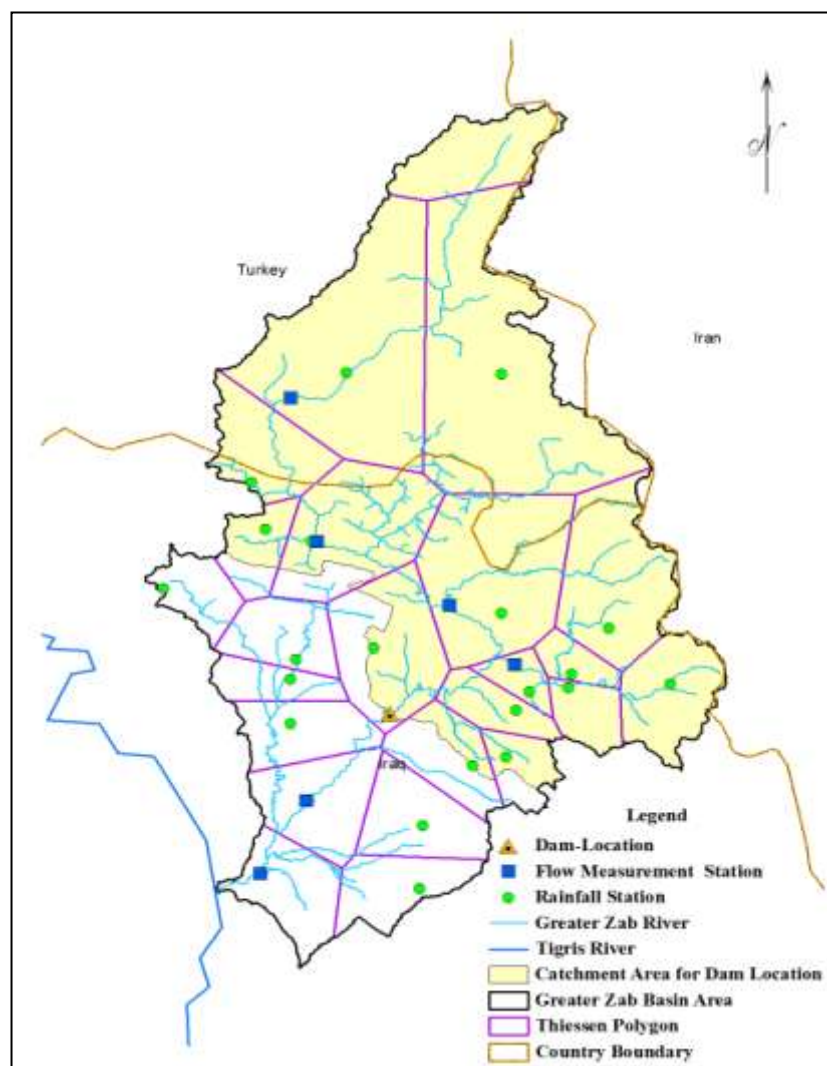 N
Turkey
Iran
Iraq
Legend
Dam-Location
Flow Measurement Station
Rainfall Station
Greater Zab River
Tigris River
Catchment Area for Dam Location
Greater Zab Basin Area
Thiessen Polygon
Country Boundary